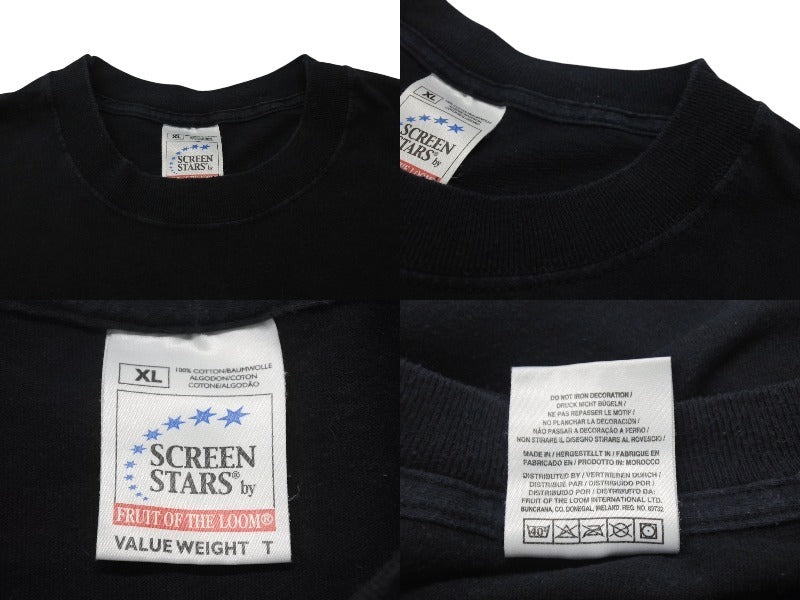 XL
SCREEN
STARS® by
XL
SCREEN
by
XL
100% COTTON/BAUMWOLLE
ALGODON/COTON
COTONE/ALGODÃO
SCREEN
STARS® by
FRUIT OF THE LOOM®
VALUE WEIGHT T
DO NOT IRON DECORATION /
DRUCK NICHT BÜGELN /
NE PAS REPASSER LE MOTIF /
NO PLANCHAR LA DECORACIÓN /
NÃO PASSAR A DECORAÇÃO A FERRO /
NON STIRARE IL DISEGNO STIRARE AL ROVESCIO /
MADE IN / HERGESTELLT IN / FABRIQUE EN
FABRICADO EN / PRODOTTO IN: MOROCCO
DISTRIBUTED BY / VERTRIEBEN DURCH /
DISTRIBUÉ PAR / DISTRIBUIDO POR /
DISTRIBUIDO POR / DISTRIBUITO DA:
FRUIT OF THE LOOM INTERNATIONAL LTD.
BUNCRANA, CO. DONEGAL, IRELAND. REG. NO. 60732
40°